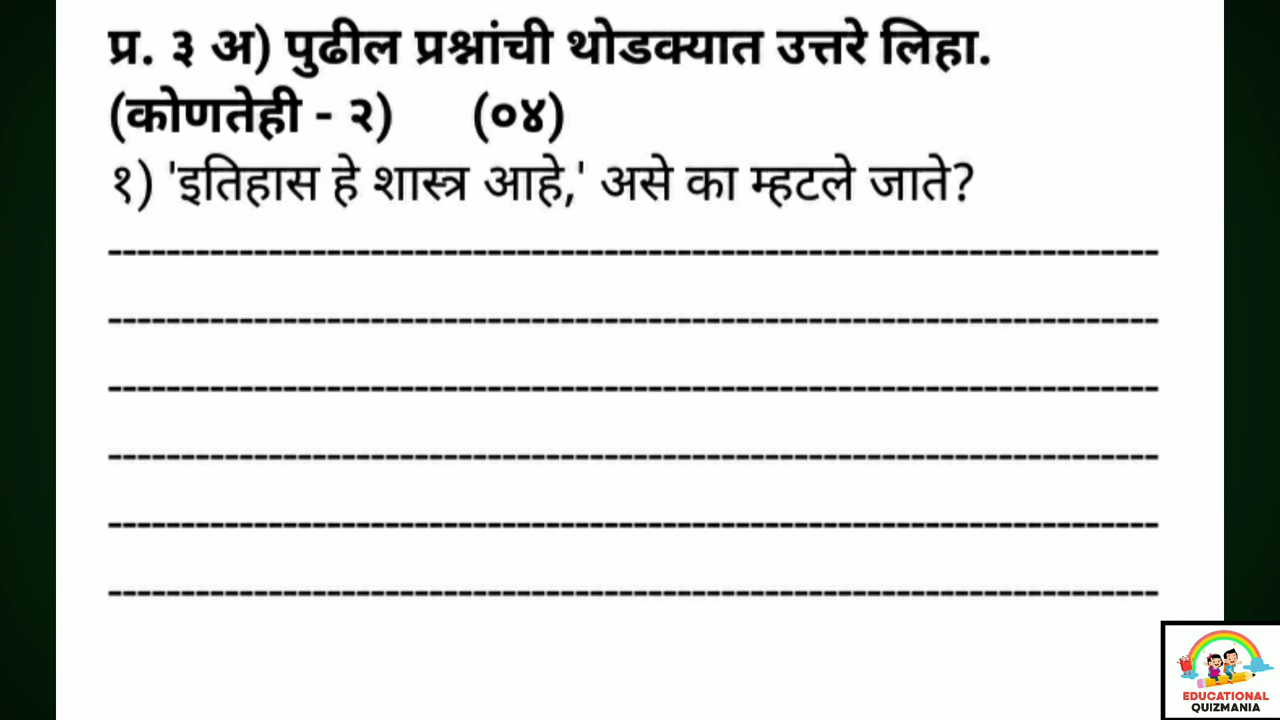 प्र. ३ अ) पुढील प्रश्नांची थोडक्यात उत्तरे लिहा.
(कोणतेही - २) (०४)
१) 'इतिहास हे शास्त्र आहे,' असे का म्हटले जाते?
EDUCATIONAL
QUIZMANIA